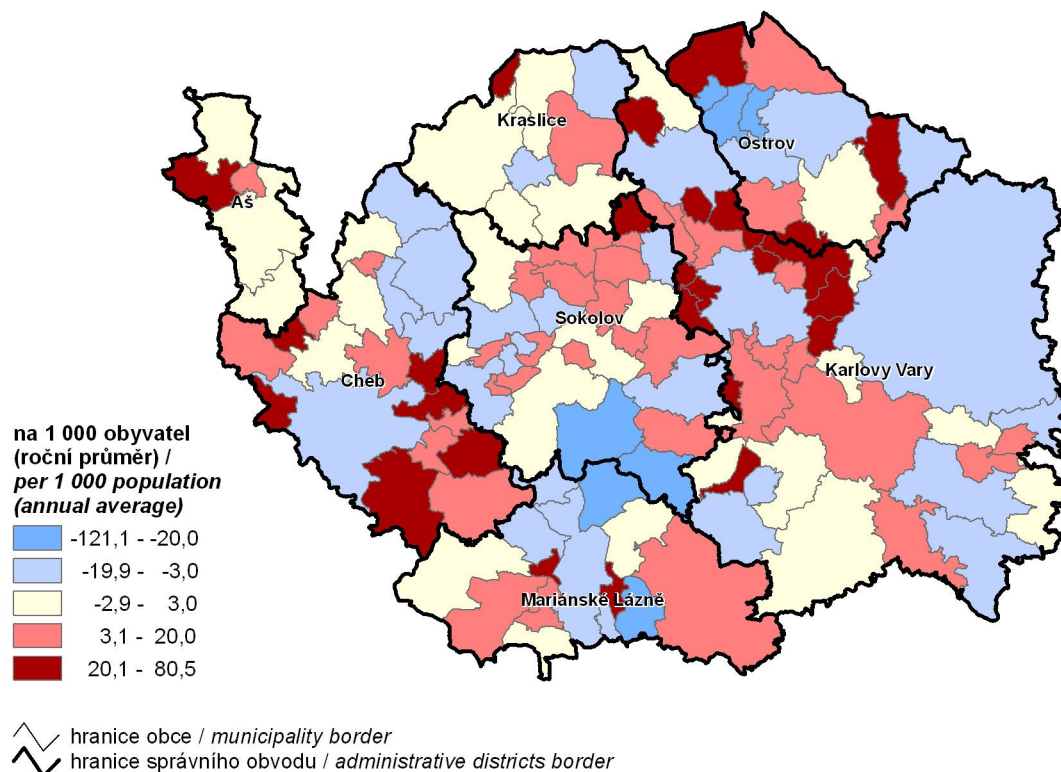 Kraslice
Ostrov
Aš
Sokolov
Cheb
Karlovy Vary
Mariánské Lázně
na 1 000 obyvatel
(roční průměr) /
per 1 000 population
(annual average)
-121,1 - -20,0
-19,9 - -3,0
-2,9 - 3,0
3,1 - 20,0
20,1 - 80,5
hranice obce / municipality border
hranice správního obvodu / administrative districts border